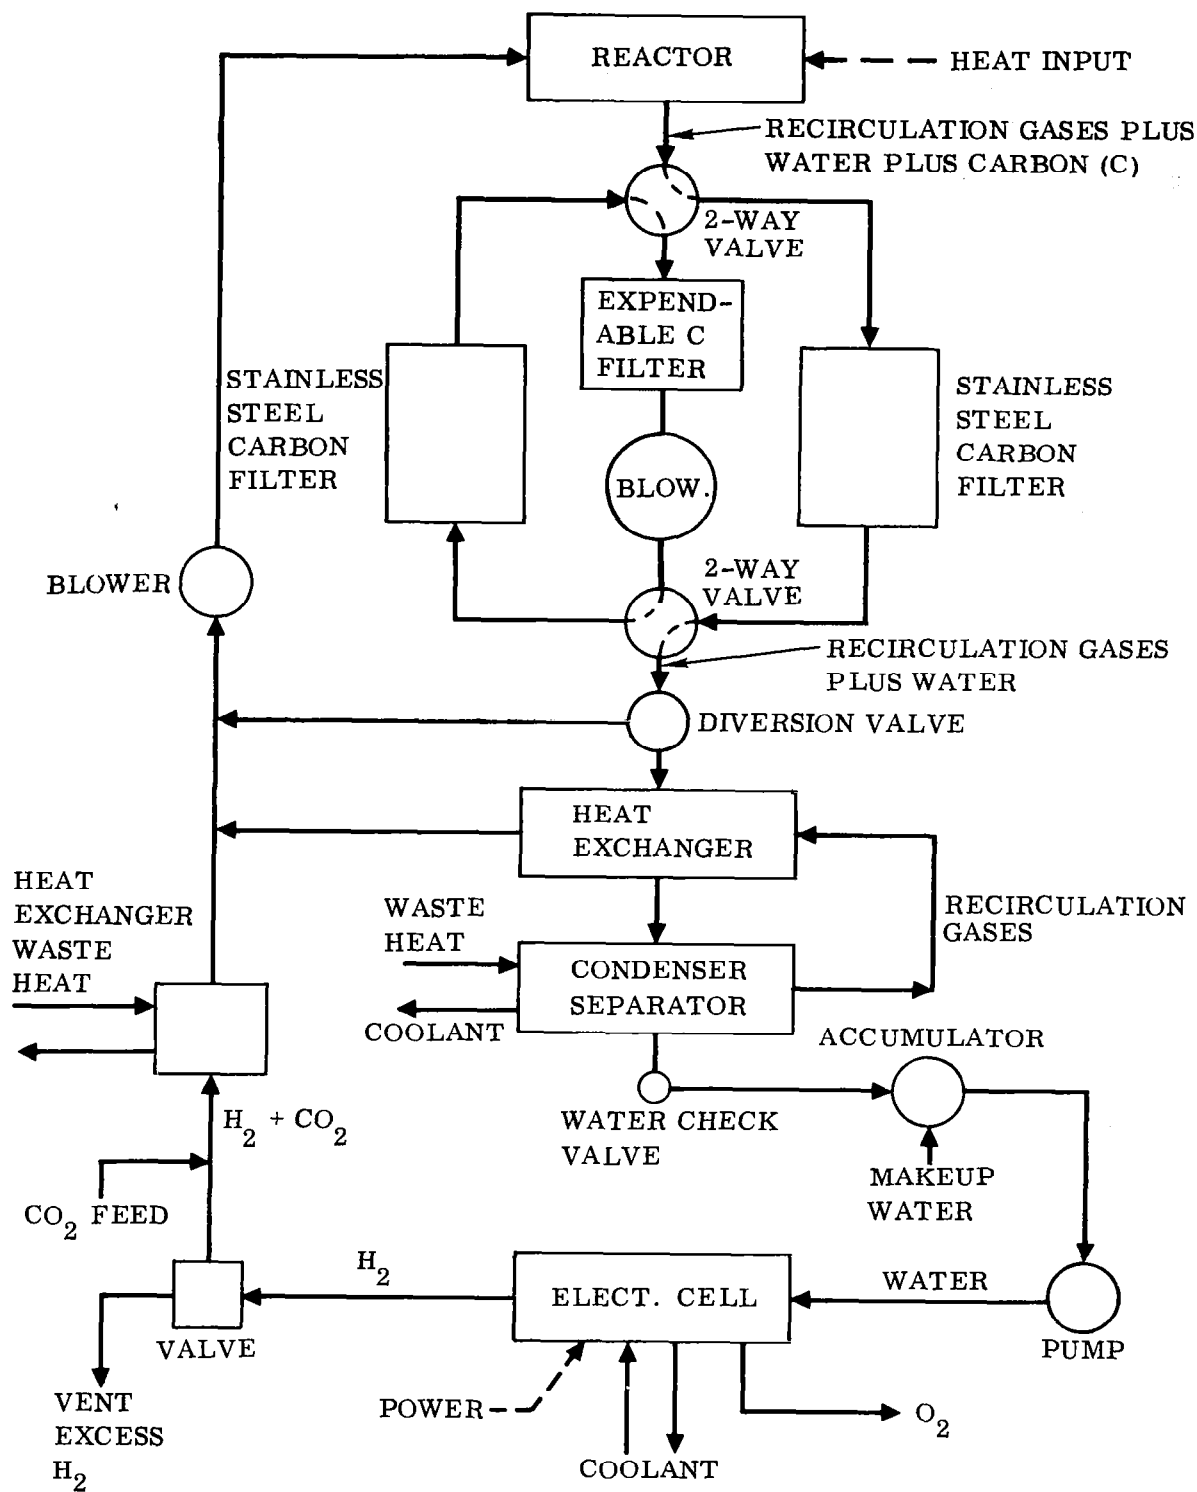 REACTOR
HEAT INPUT
RECIRCULATION GASES PLUS
WATER PLUS CARBON (C)
2-WAY
VALVE
EXPEND-
ABLE C
FILTER
STAINLESS
STEEL
CARBON
FILTER
STAINLESS
STEEL
CARBON
FILTER
BLOW.
BLOWER
2-WAY
VALVE
RECIRCULATION GASES
PLUS WATER
DIVERSION VALVE
HEAT
EXCHANGER
HEAT
EXCHANGER
WASTE
HEAT
WASTE
HEAT
RECIRCULATION
GASES
CONDENSER
SEPARATOR
COOLANT
ACCUMULATOR
H2 + CO2
WATER CHECK
VALVE
MAKEUP
WATER
CO2 FEED
H2
ELECT. CELL
WATER
VALVE
PUMP
VENT
EXCESS
H2
POWER
O2
COOLANT